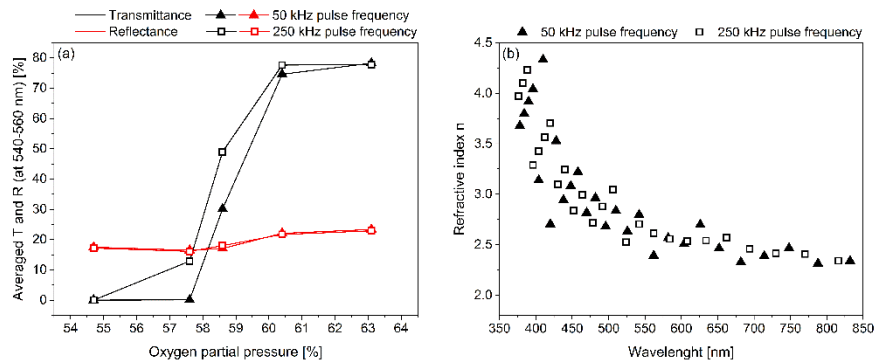 Transmittance 50 kHz pulse frequency
Reflectance 250 kHz pulse frequency
(a)
80
70
60
50
40
30
20
10
0
Averaged T and R (at 540-560 nm) [%]
54 55 56 57 58 59 60 61 62 63 64
Oxygen partial pressure [%]
50 kHz pulse frequency 250 kHz pulse frequency
(b)
4.5
4.0
3.5
3.0
2.5
2.0
Refractive index n
350 400 450 500 550 600 650 700 750 800 850
Wavelenght [nm]